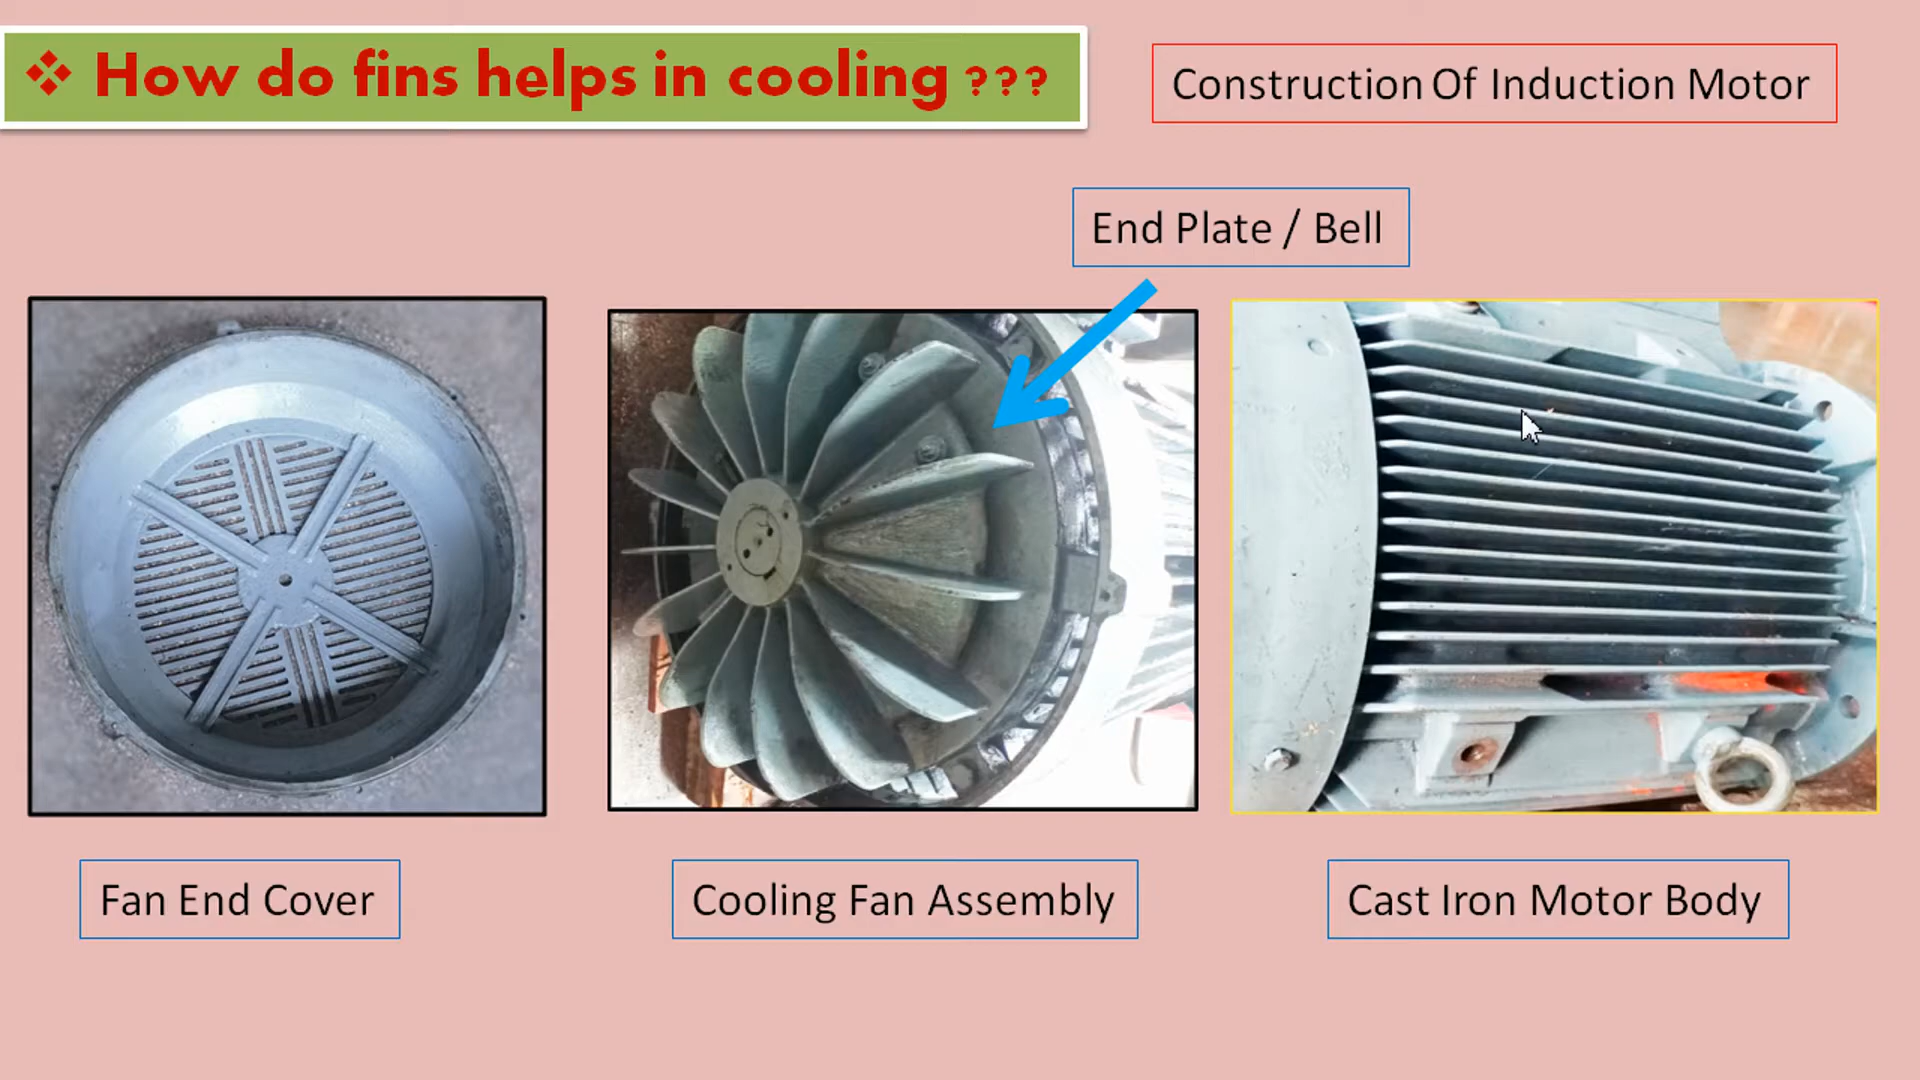 How do fins helps in cooling ???
Construction Of Induction Motor
End Plate / Bell
Fan End Cover
Cooling Fan Assembly
Cast Iron Motor Body